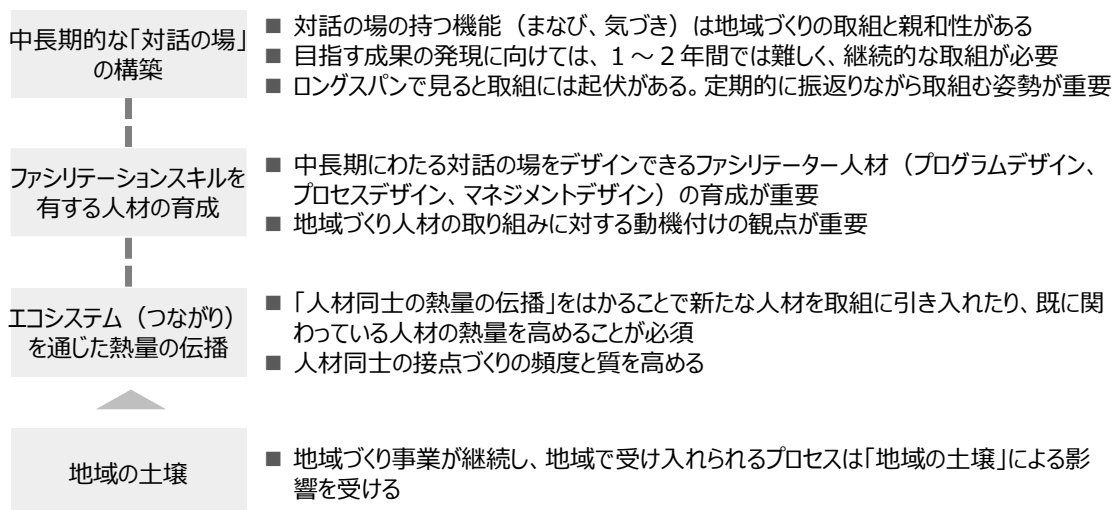 中長期的な「対話の場」
の構築
■ 対話の場の持つ機能（まなび、気づき）は地域づくりの取組と親和性がある
■ 目指す成果の発現に向けては、１～２年間では難しく、継続的な取組が必要
■ ロングスパンで見ると取組には起伏がある。定期的に振返りながら取組む姿勢が重要
ファシリテーションスキルを
有する人材の育成
■ 中長期にわたる対話の場をデザインできるファシリテーター人材（プログラムデザイン、
プロセスデザイン、マネジメントデザイン）の育成が重要
■ 地域づくり人材の取り組みに対する動機付けの観点が重要
エコシステム（つながり）
を通じた熱量の伝播
■ 「人材同士の熱量の伝播」をはかることで新たな人材を取組に引き入れたり、既に関
わっている人材の熱量を高めることが必須
■ 人材同士の接点づくりの頻度と質を高める
地域の土壌
■ 地域づくり事業が継続し、地域で受け入れられるプロセスは「地域の土壌」による影
響を受ける